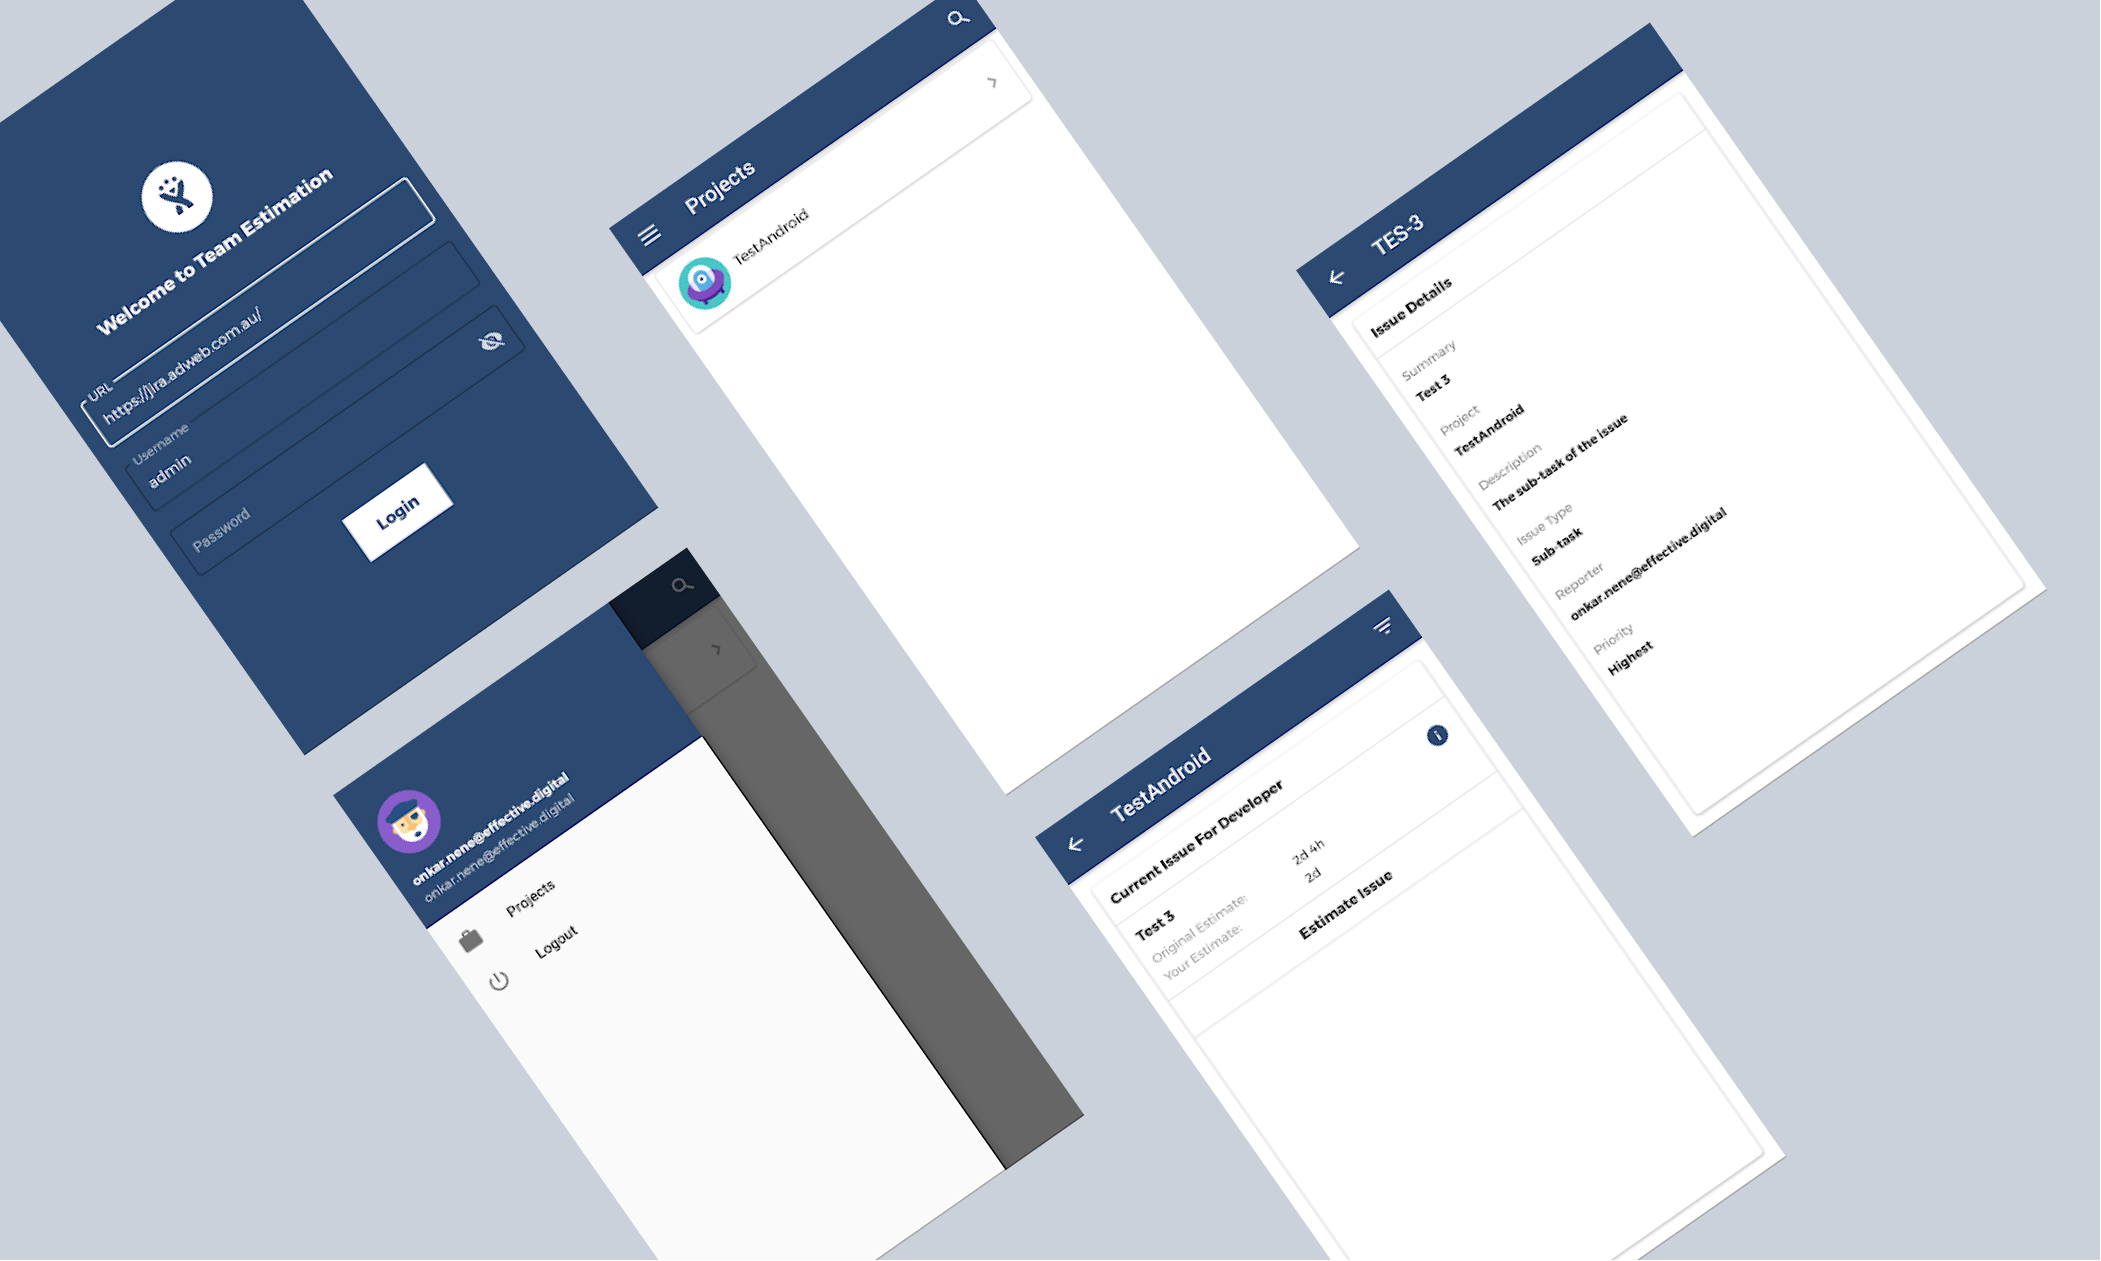 Welcome to Team Estimation
URL
https://jira.adweb.com.au/
Username
admin
Password
Login
Projects
TestAndroid
onkar.nene@effective.digital
onkar.nene@effective.digital
Projects
Logout
TestAndroid
Current Issue For Developer
Test 3
Original Estimate: 2d 4h
Your Estimate: 2d
Estimate Issue
TES-3
Issue Details
Summary
Test 3
Project
TestAndroid
Description
The sub-task of the issue
Issue Type
Sub-task
Reporter
onkar.nene@effective.digital
Priority
Highest